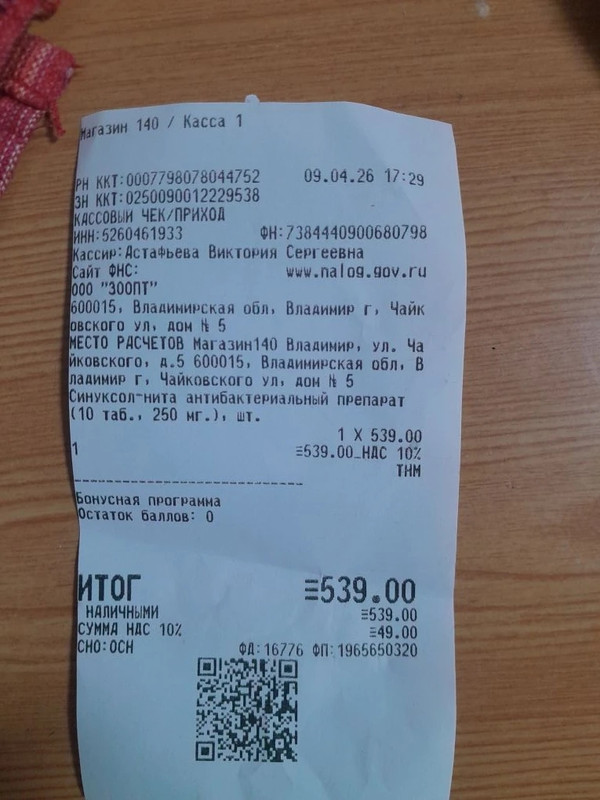 Магазин 140 / Касса 1
РН ККТ:0007798078044752 09.04.26 17:29
ЗН ККТ:0250090012229538
КАССОВЫЙ ЧЕК/ПРИХОД
ИНН:5260461933 ФН:7384440900680798
Кассир:Астафьева Виктория Сергеевна
Сайт ФНС: www.nalog.gov.ru
ООО "ЗООПТ"
600015, Владимирская обл, Владимир г, Чайк
овского ул, дом № 5
МЕСТО РАСЧЕТОВ Магазин140 Владимир, ул. Ча
йковского, д.5 600015, Владимирская обл, В
ладимир г, Чайковского ул, дом № 5
Синуксол-нита антибактериальный препарат
(10 таб., 250 мг.), шт.
1 X 539.00
1 ≡539.00_НДС 10%
ТНМ
Бонусная программа
Остаток баллов: 0
ИТОГ ≡539.00
НАЛИЧНЫМИ ≡539.00
СУММА НДС 10% ≡49.00
СНО:ОСН ФД:16776 ФП:1965650320